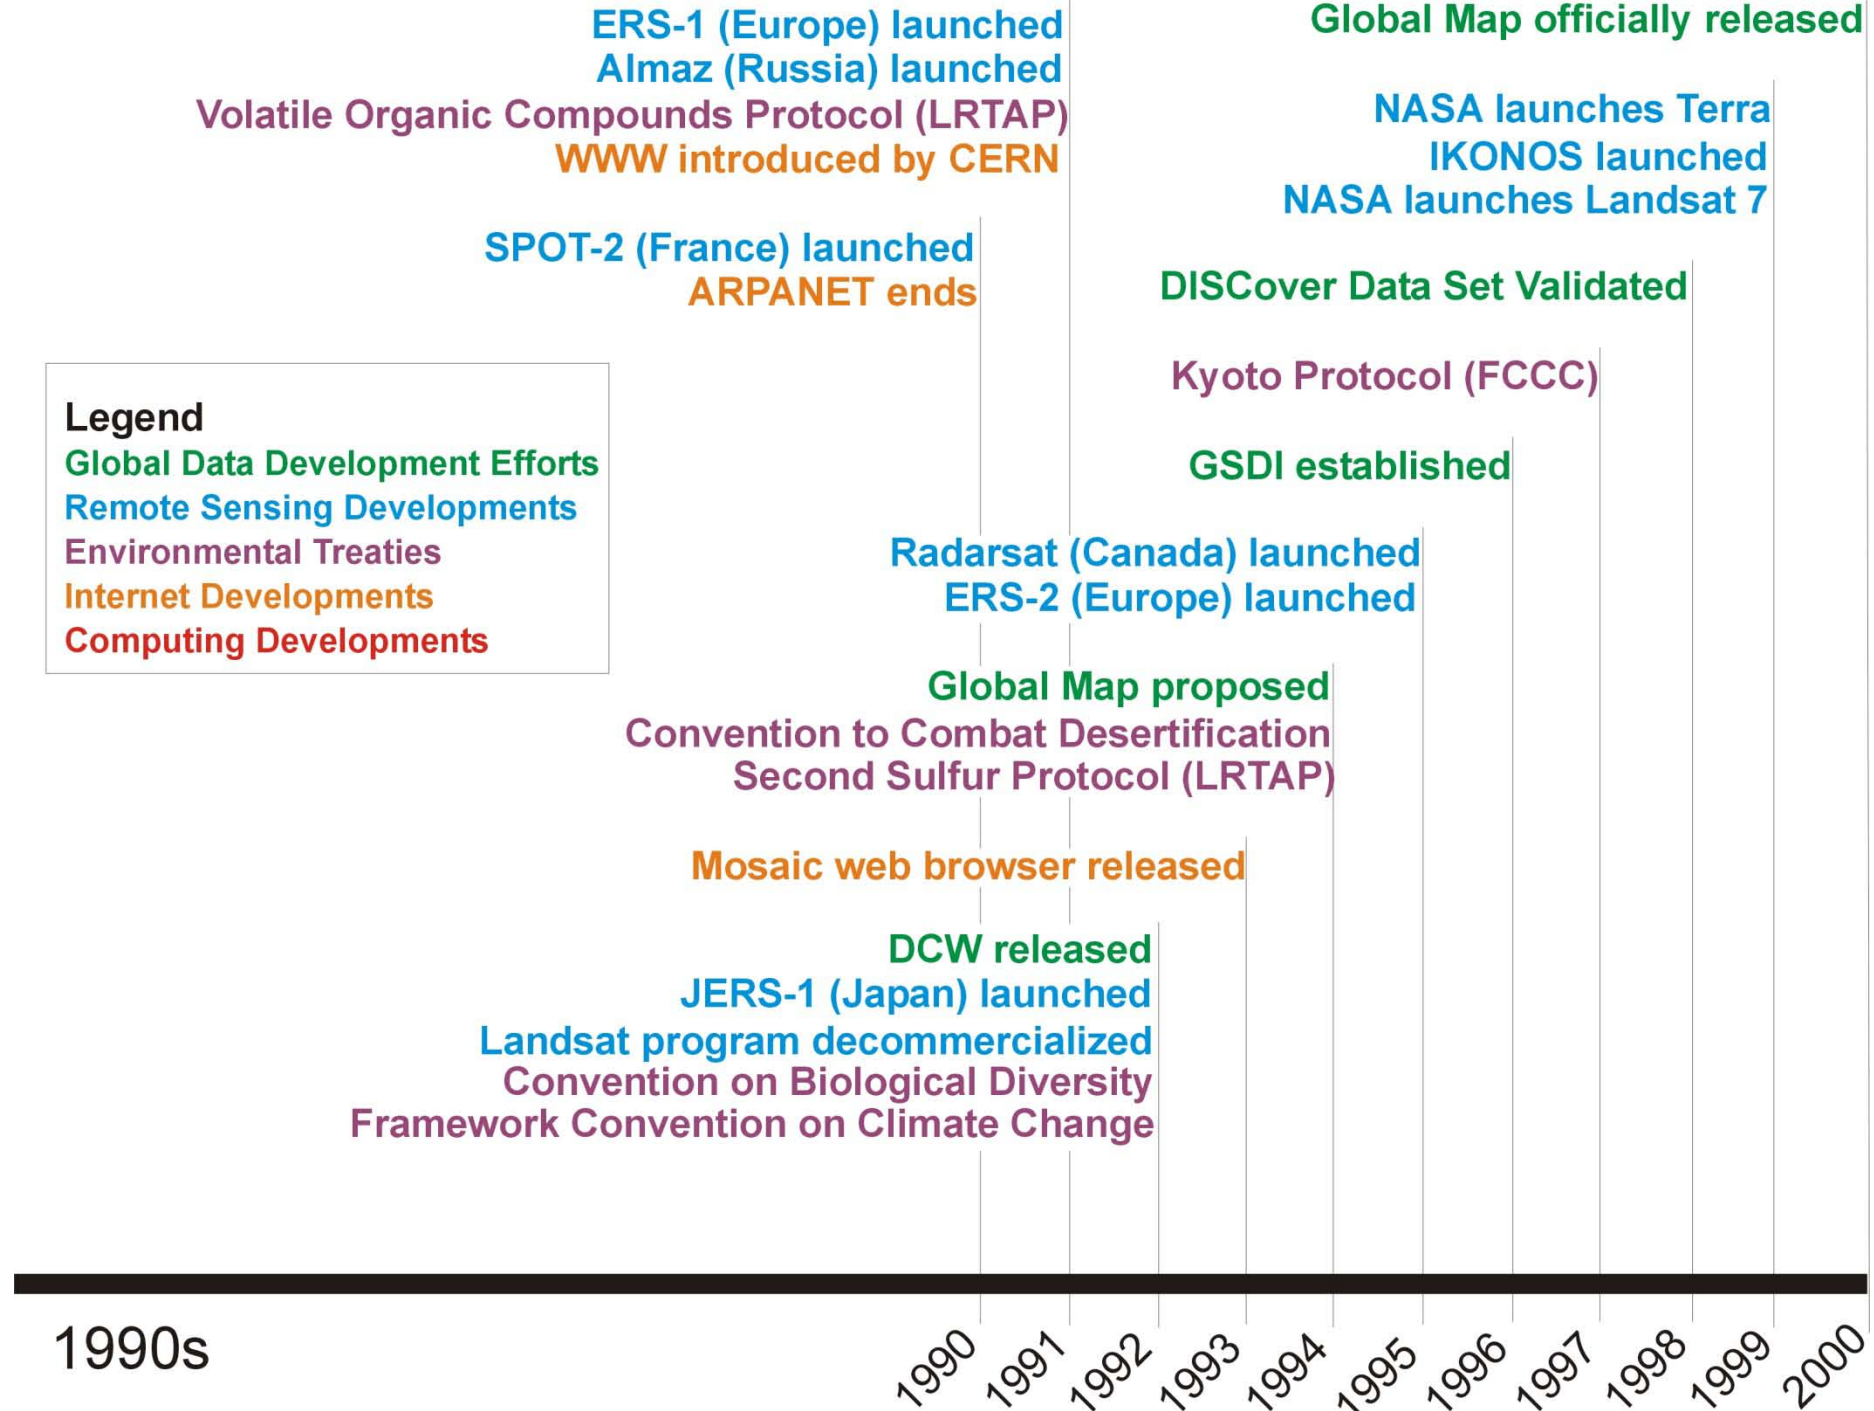 ERS-1 (Europe) launched
Almaz (Russia) launched
Volatile Organic Compounds Protocol (LRTAP)
WWW introduced by CERN
SPOT-2 (France) launched
ARPANET ends
Global Map officially released
NASA launches Terra
IKONOS launched
NASA launches Landsat 7
DISCover Data Set Validated
Kyoto Protocol (FCCC)
GSDI established
Legend
Global Data Development Efforts
Remote Sensing Developments
Environmental Treaties
Internet Developments
Computing Developments
Radarsat (Canada) launched
ERS-2 (Europe) launched
Global Map proposed
Convention to Combat Desertification
Second Sulfur Protocol (LRTAP)
Mosaic web browser released
DCW released
JERS-1 (Japan) launched
Landsat program decommercialized
Convention on Biological Diversity
Framework Convention on Climate Change
1990s
1990
1991
1992
1993
1994
1995
1996
1997
1998
1999
2000